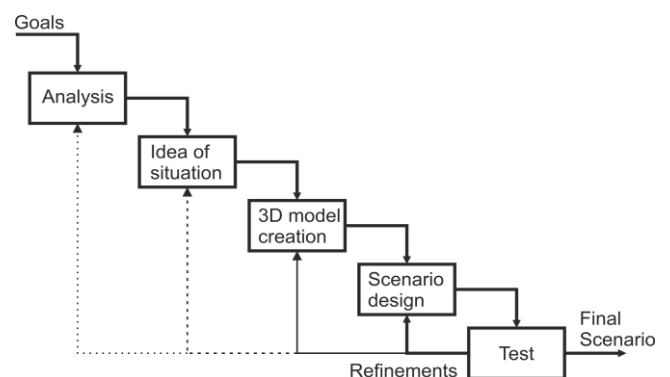 Goals
Analysis
Idea of
situation
3D model
creation
Scenario
design
Final
Scenario
Test
Refinements